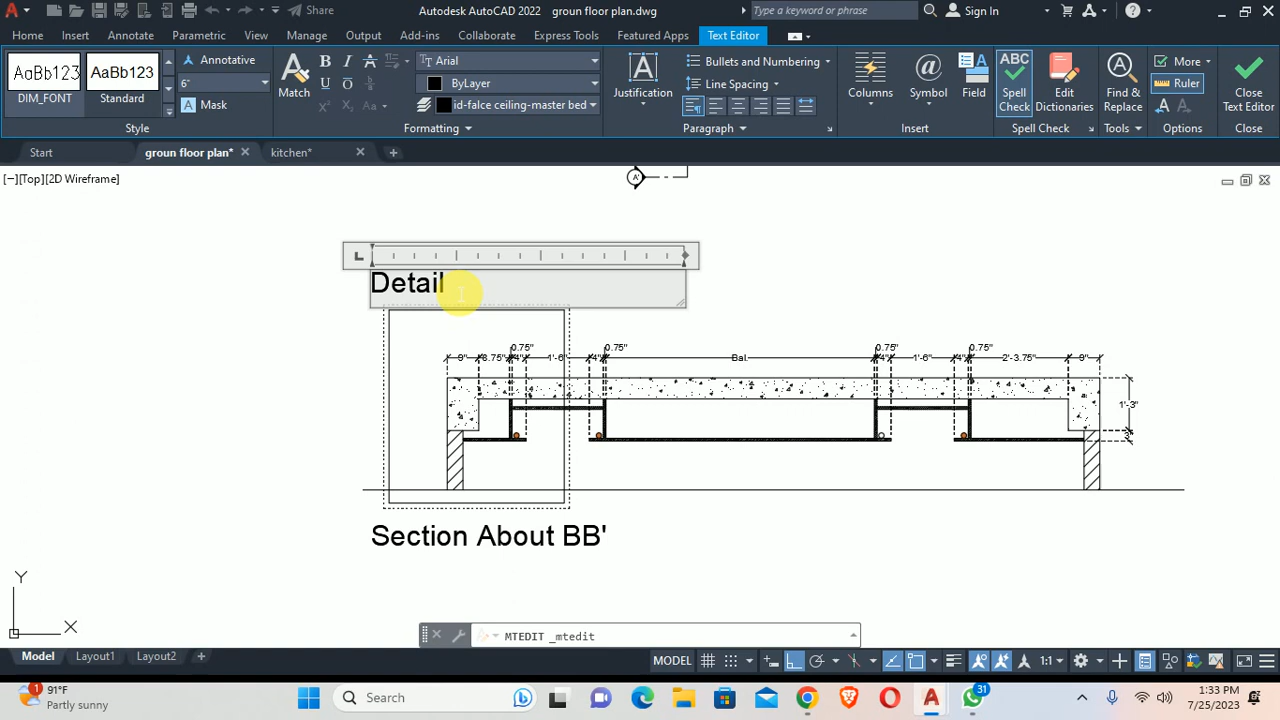 Share
Autodesk AutoCAD 2022 groun floor plan.dwg
Type a keyword or phrase
Sign In
Home Insert Annotate Parametric View Manage Output Add-ins Collaborate Express Tools Featured Apps Text Editor
AaBb123 AaBb123
DIM_FONT Standard
Annotative
6"
Mask
Style
Match
Arial
ByLayer
id-falce-ceiling-master bed
Formatting
Justification
Bullets and Numbering
Line Spacing
Paragraph
Columns Symbol Field
Insert
Spell Check
Edit Dictionaries
Spell Check
Find & Replace
Tools
More
Ruler
Options
Close Text Editor
Close
Start groun floor plan* kitchen*
[−][Top][2D Wireframe]
A'
Detail
0.75" 0.75" 0.75" 0.75"
9" 8.75" 4" 1'-6" 4" Bal. 4" 1'-6" 4" 2'-3.75" 9"
1'-3"
3"
Section About BB'
Y
X
MTEDIT _mtedit
Model Layout1 Layout2
MODEL
1:1
1
91°F
Partly sunny
Search
31
1:33 PM
7/25/2023